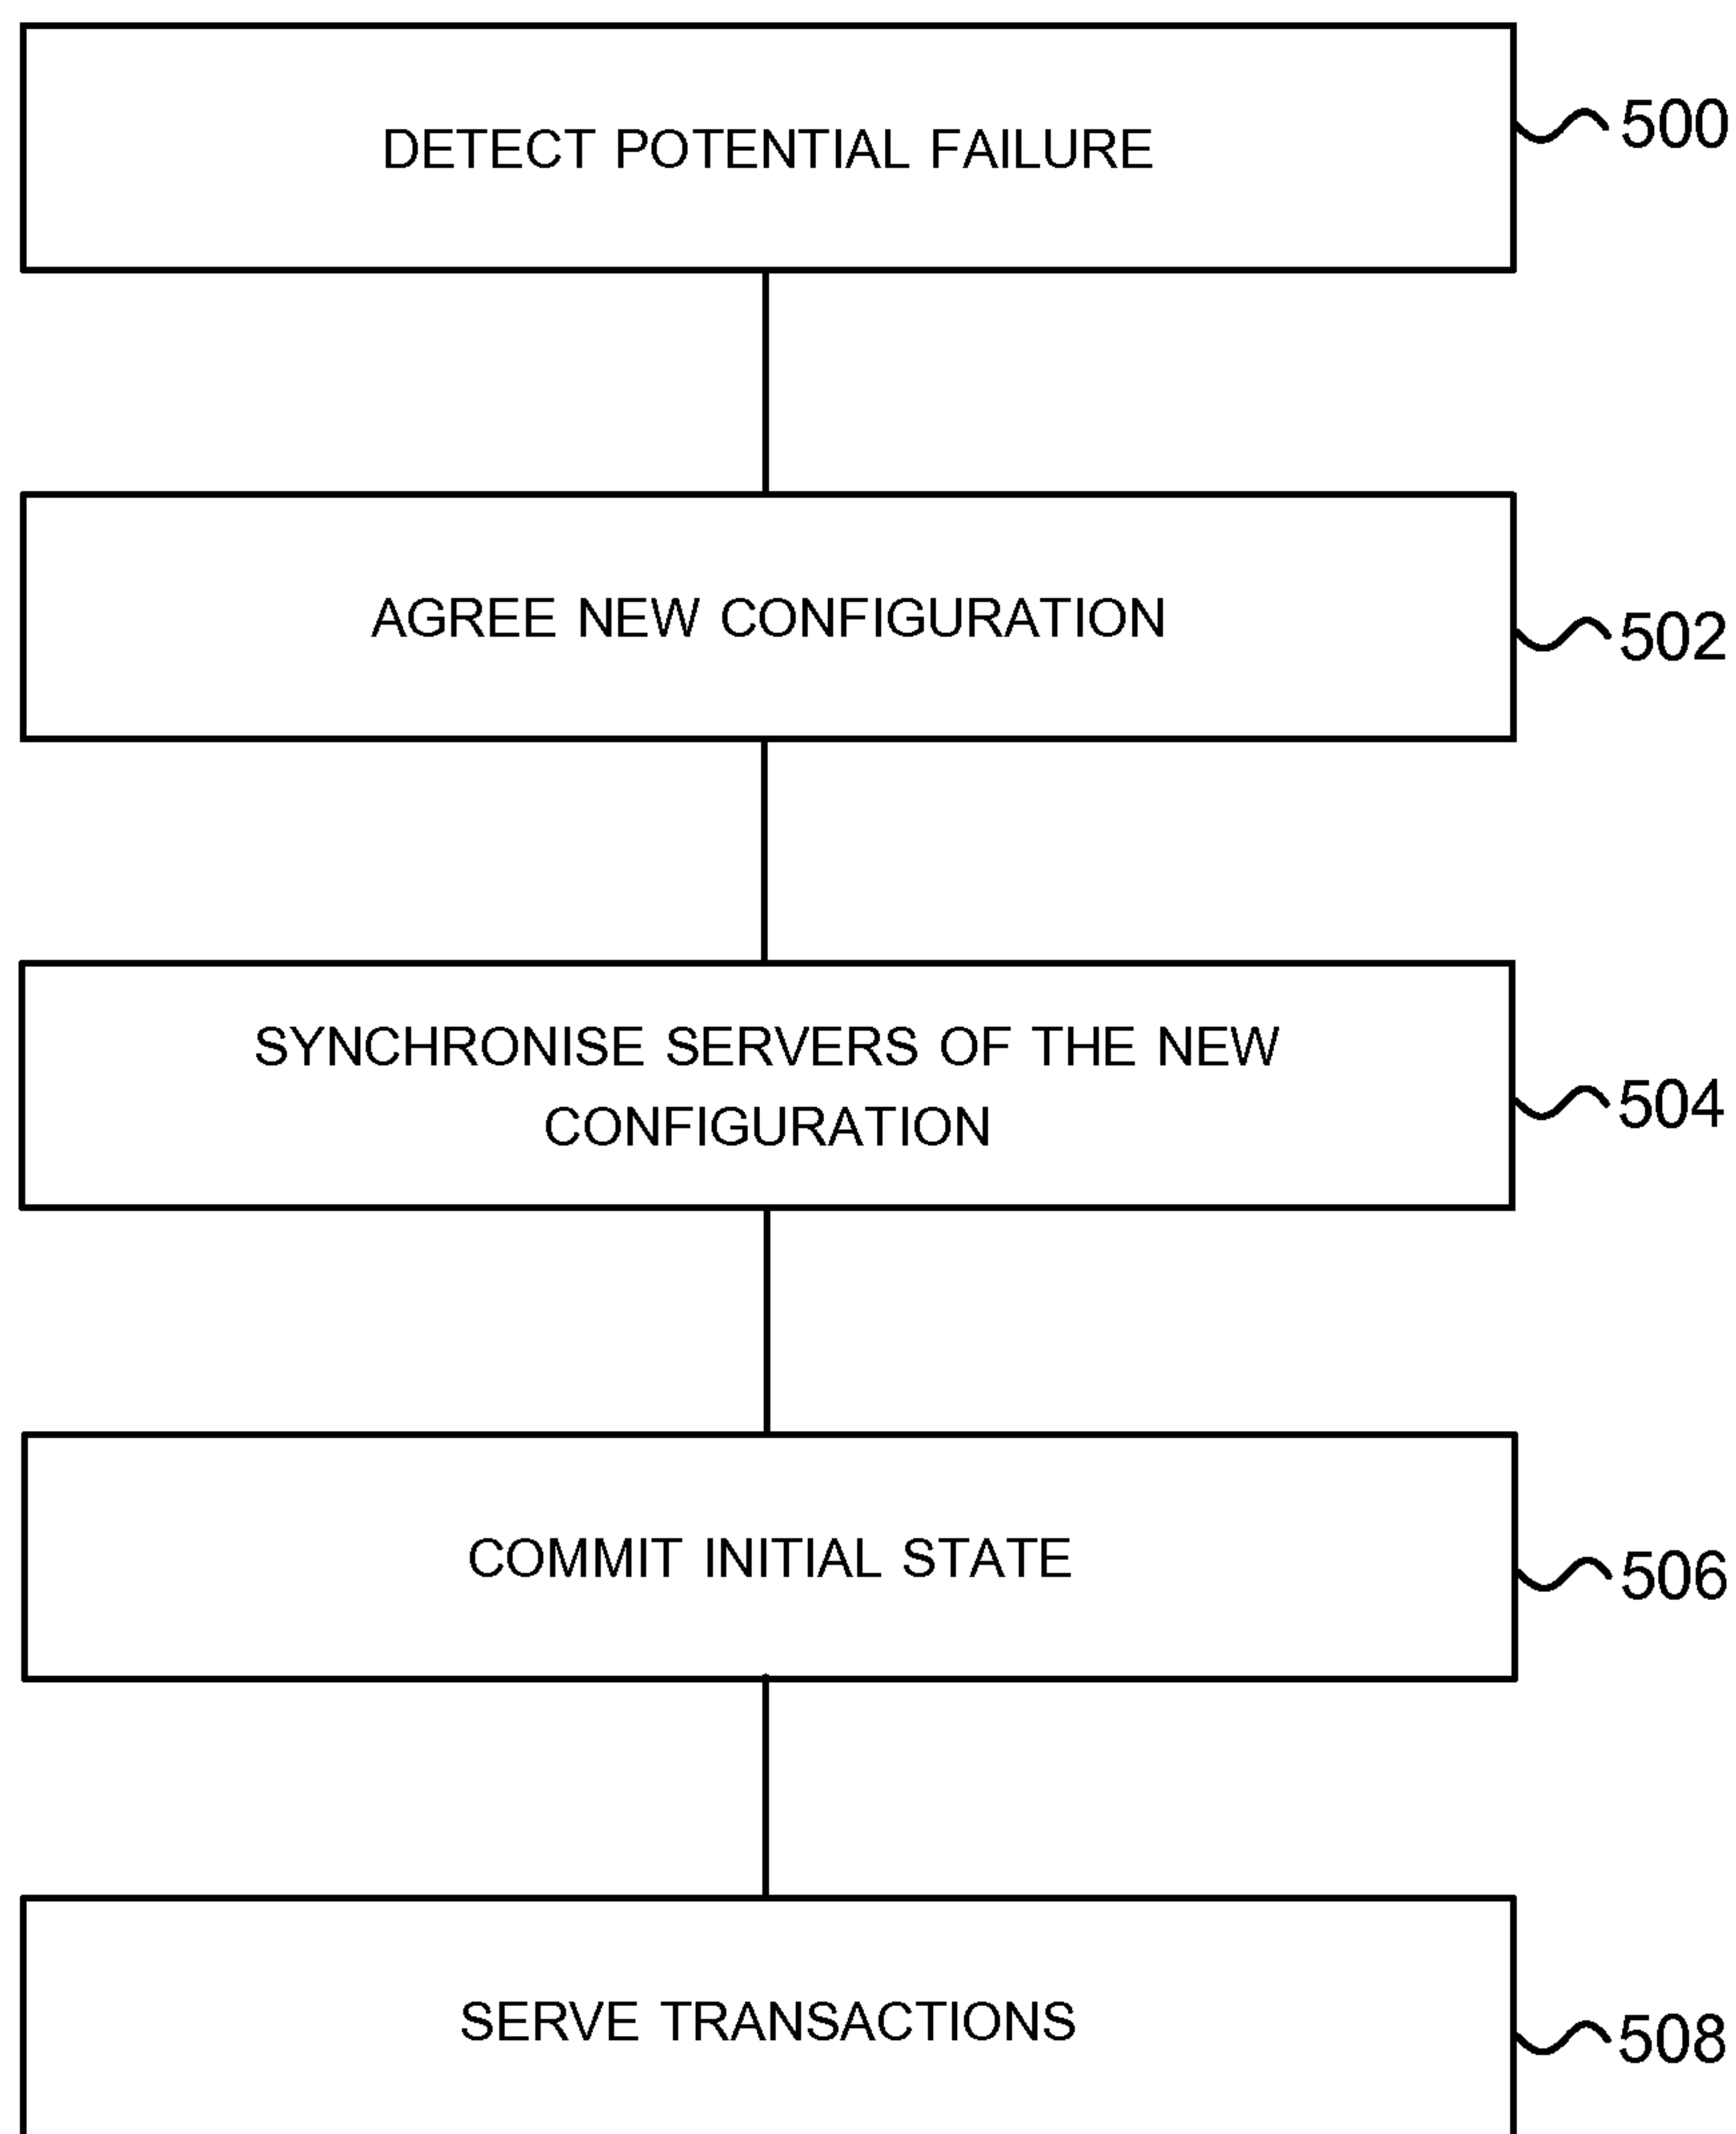 DETECT POTENTIAL FAILURE
500
AGREE NEW CONFIGURATION
502
SYNCHRONISE SERVERS OF THE NEW
CONFIGURATION
504
COMMIT INITIAL STATE
506
SERVE TRANSACTIONS
508